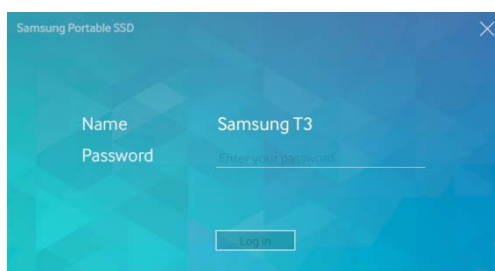 Samsung Portable SSD
Name Samsung T3
Password Enter your password
Log in